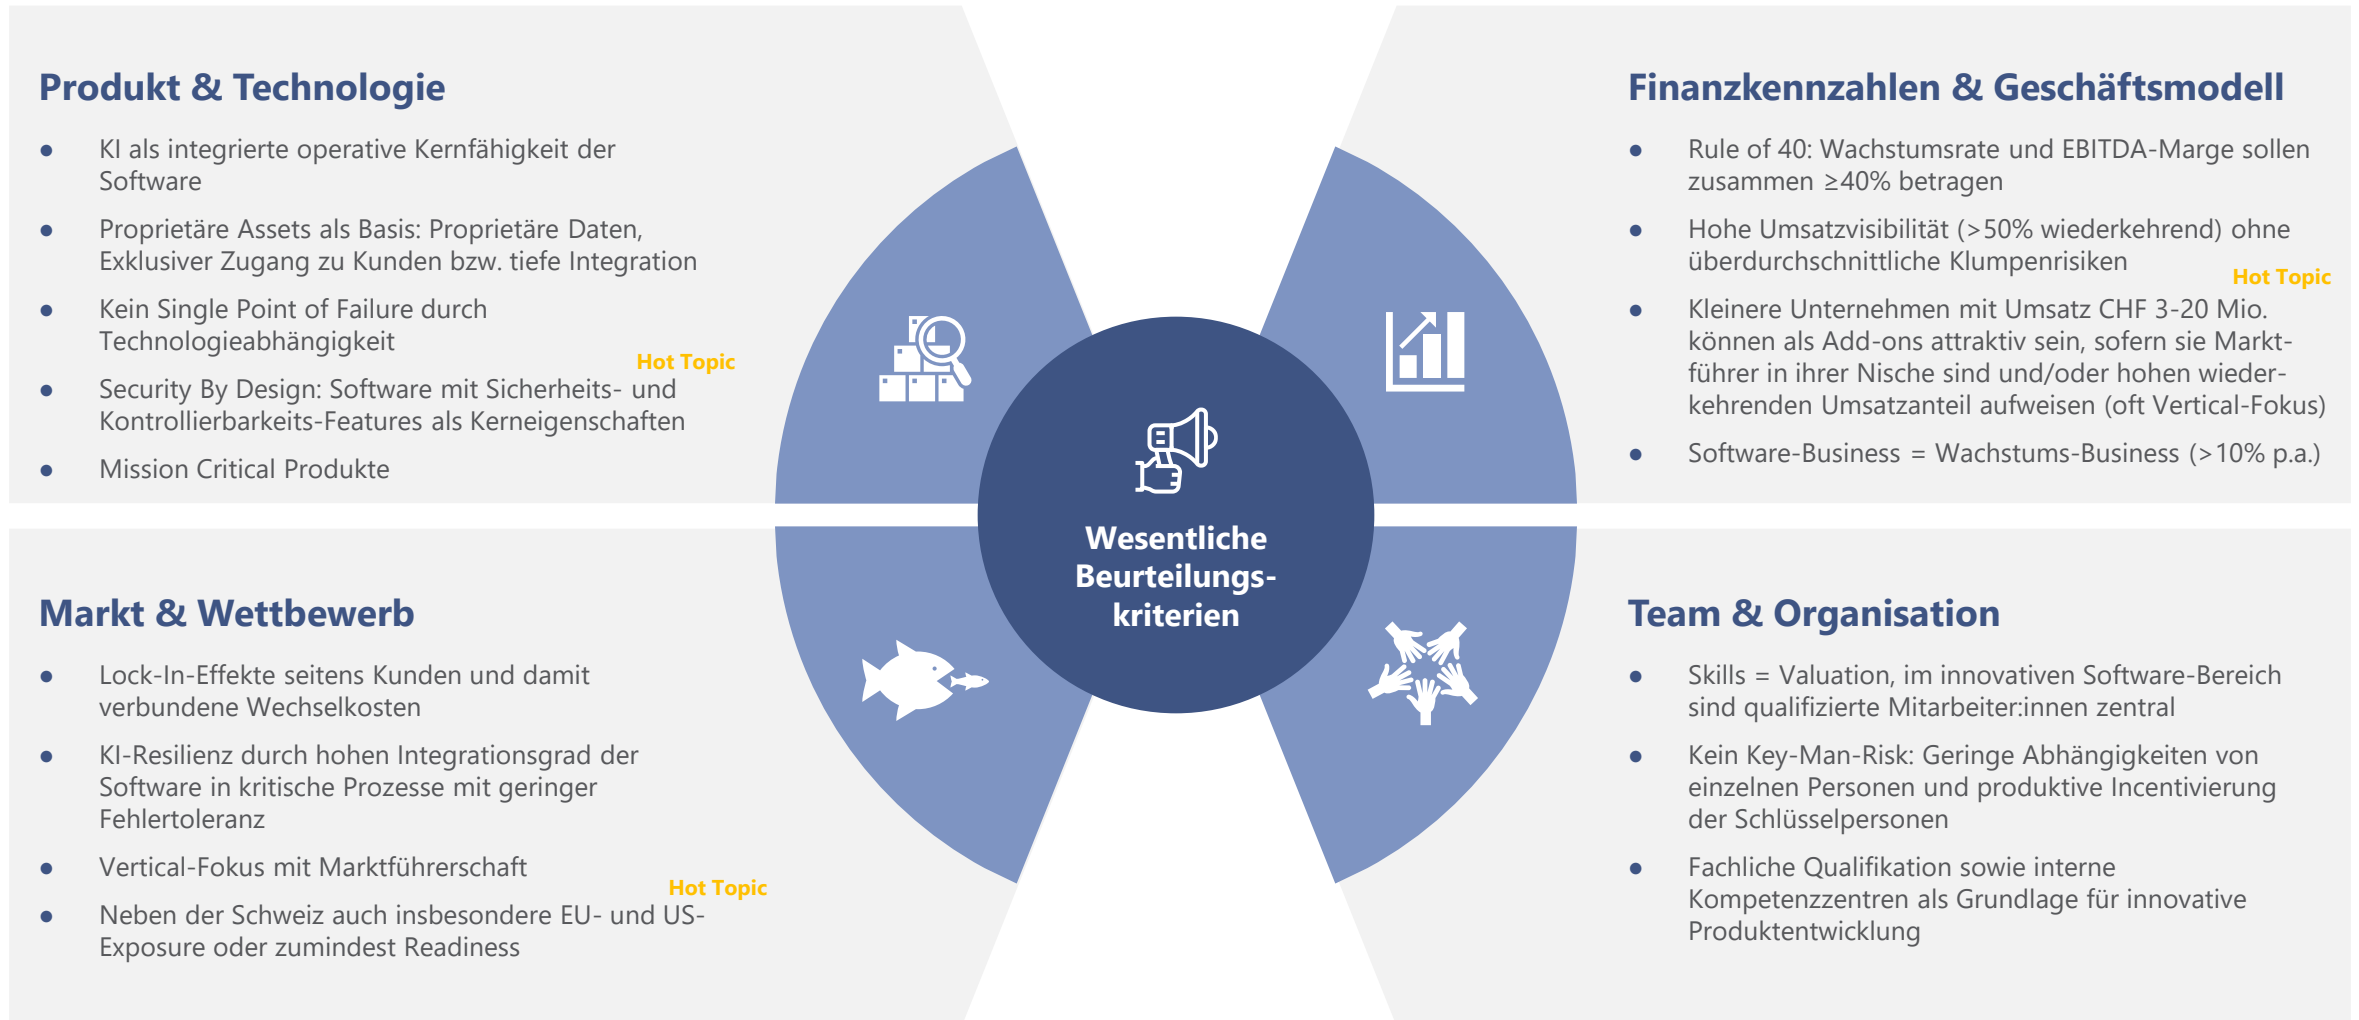 Produkt & Technologie
● KI als integrierte operative Kernfähigkeit der
Software
● Proprietäre Assets als Basis: Proprietäre Daten,
Exklusiver Zugang zu Kunden bzw. tiefe Integration
● Kein Single Point of Failure durch
Technologieabhängigkeit
Hot Topic
● Security By Design: Software mit Sicherheits- und
Kontrollierbarkeits-Features als Kerneigenschaften
● Mission Critical Produkte
Finanzkennzahlen & Geschäftsmodell
● Rule of 40: Wachstumsrate und EBITDA-Marge sollen
zusammen ≥40% betragen
● Hohe Umsatzvisibilität (>50% wiederkehrend) ohne
überdurchschnittliche Klumpenrisiken
Hot Topic
● Kleinere Unternehmen mit Umsatz CHF 3-20 Mio.
können als Add-ons attraktiv sein, sofern sie Markt-
führer in ihrer Nische sind und/oder hohen wieder-
kehrenden Umsatzanteil aufweisen (oft Vertical-Fokus)
● Software-Business = Wachstums-Business (>10% p.a.)
Wesentliche
Beurteilungs-
kriterien
Markt & Wettbewerb
● Lock-In-Effekte seitens Kunden und damit
verbundene Wechselkosten
● KI-Resilienz durch hohen Integrationsgrad der
Software in kritische Prozesse mit geringer
Fehlertoleranz
● Vertical-Fokus mit Marktführerschaft
Hot Topic
● Neben der Schweiz auch insbesondere EU- und US-
Exposure oder zumindest Readiness
Team & Organisation
● Skills = Valuation, im innovativen Software-Bereich
sind qualifizierte Mitarbeiter:innen zentral
● Kein Key-Man-Risk: Geringe Abhängigkeiten von
einzelnen Personen und produktive Incentivierung
der Schlüsselpersonen
● Fachliche Qualifikation sowie interne
Kompetenzzentren als Grundlage für innovative
Produktentwicklung